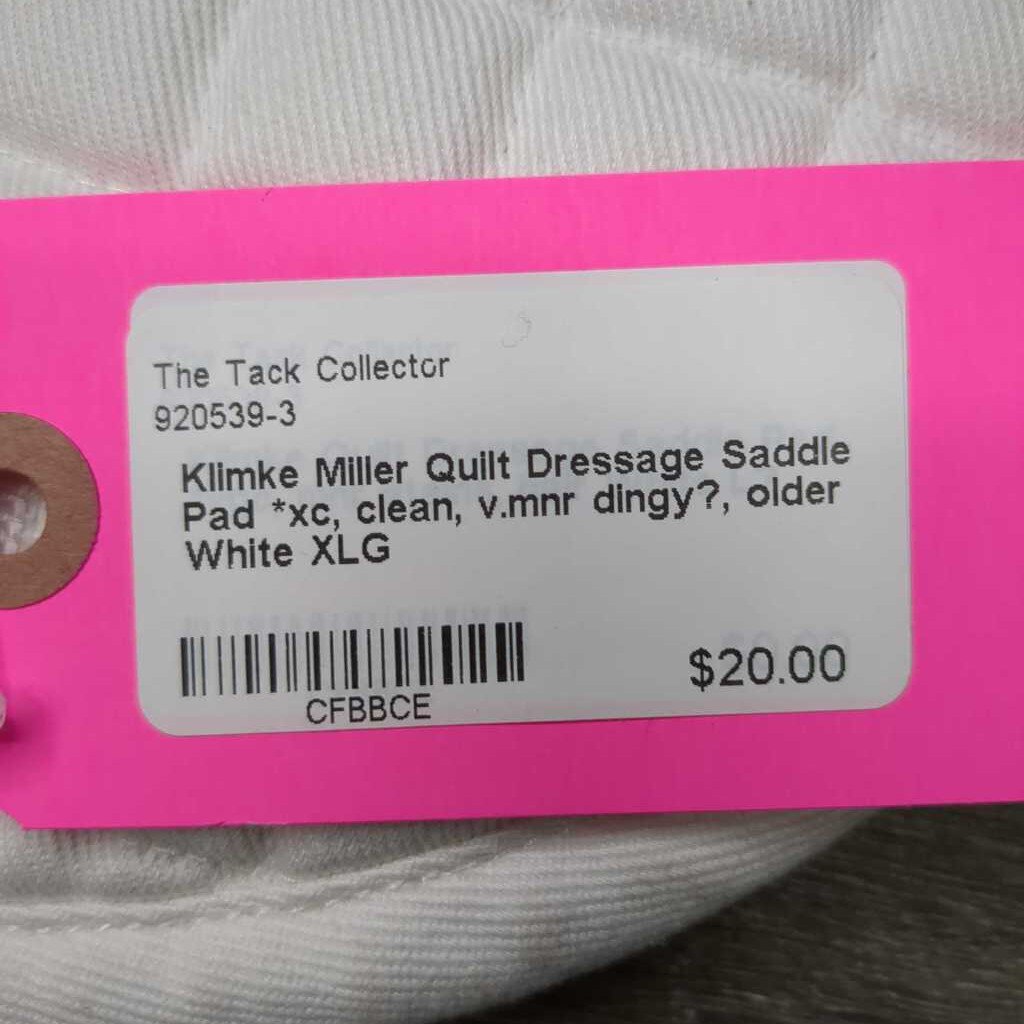 The Tack Collector
920539-3
Klimke Miller Quilt Dressage Saddle
Pad *xc, clean, v.mnr dingy?, older
White XLG
CFBBCE
$20.00